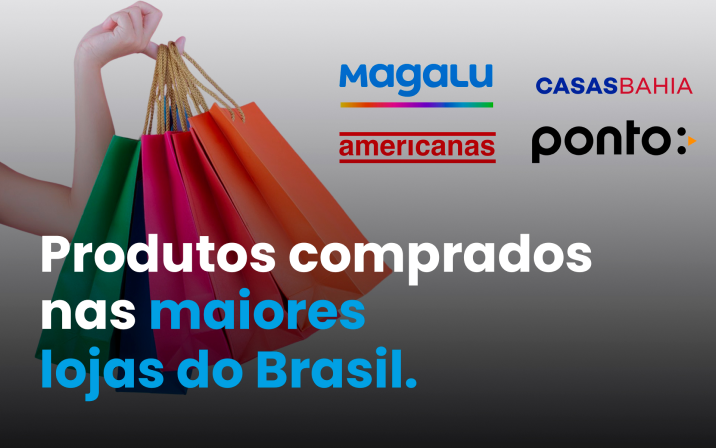 magalu
CASASBAHIA
americanas
ponto:
Produtos comprados
nas maiores
lojas do Brasil.